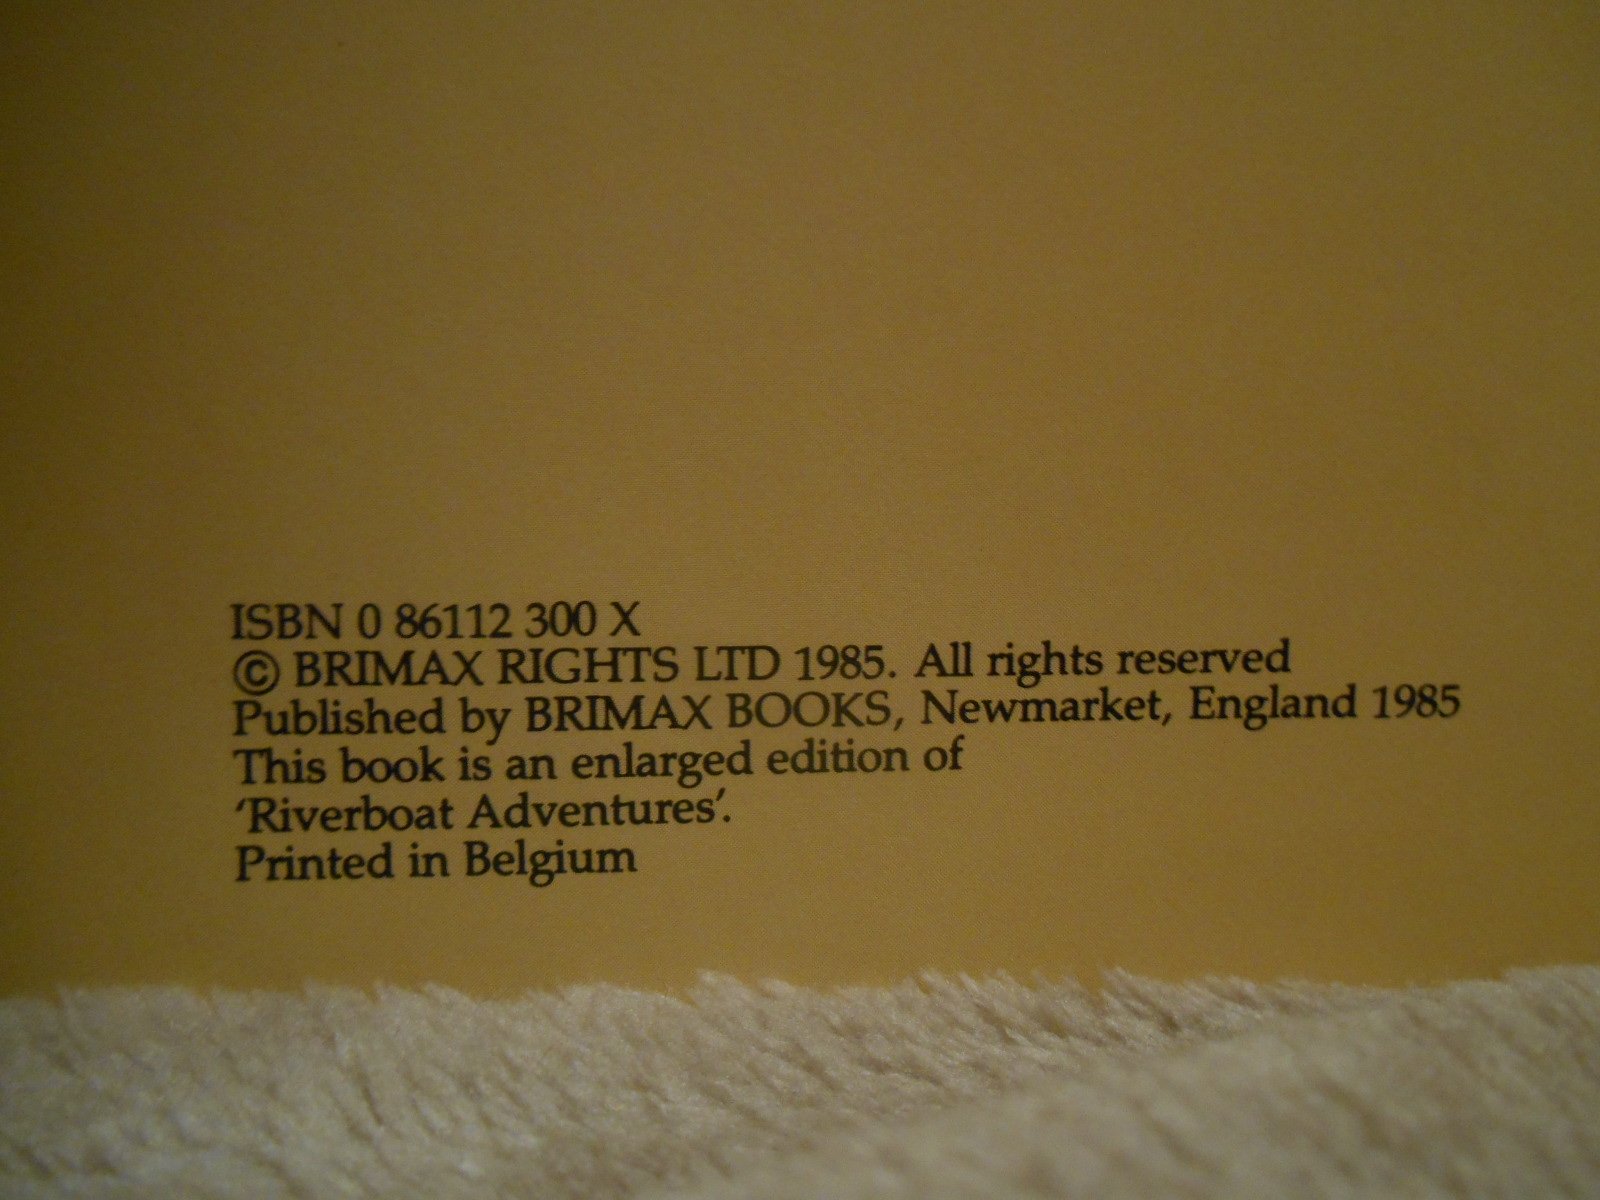 ISBN 0 86112 300 X
© BRIMAX RIGHTS LTD 1985. All rights reserved
Published by BRIMAX BOOKS, Newmarket, England 1985
This book is an enlarged edition of
'Riverboat Adventures'.
Printed in Belgium